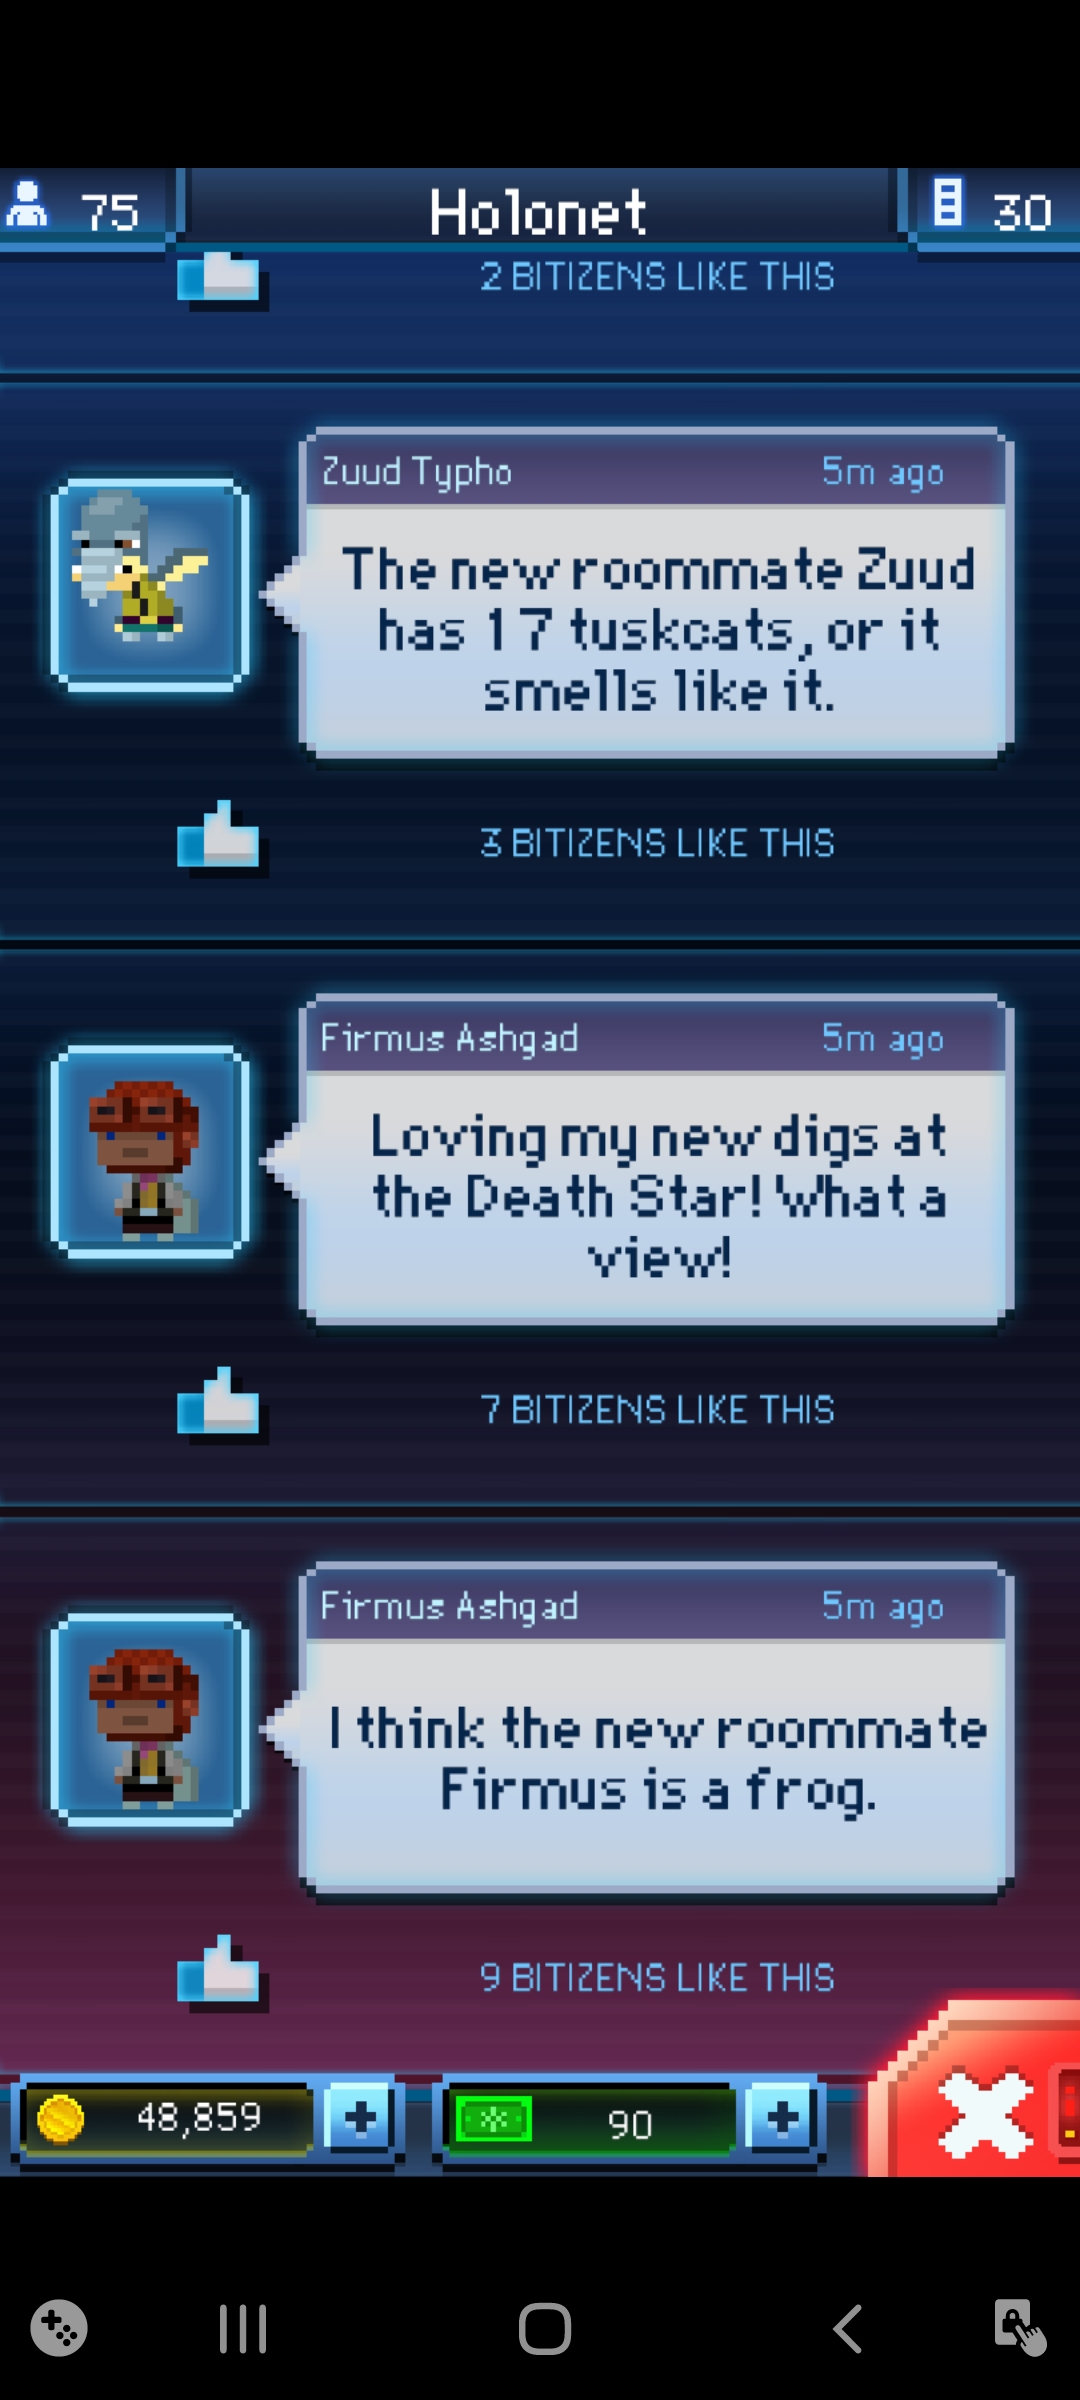 75 Holonet 30
2 BITIZENS LIKE THIS
Zuud Typho 5m ago
The new roommate Zuud
has 17 tuskcats, or it
smells like it.
3 BITIZENS LIKE THIS
Firmus Ashgad 5m ago
Loving my new digs at
the Death Star! What a
view!
7 BITIZENS LIKE THIS
Firmus Ashgad 5m ago
I think the new roommate
Firmus is a frog.
9 BITIZENS LIKE THIS
48,859 90